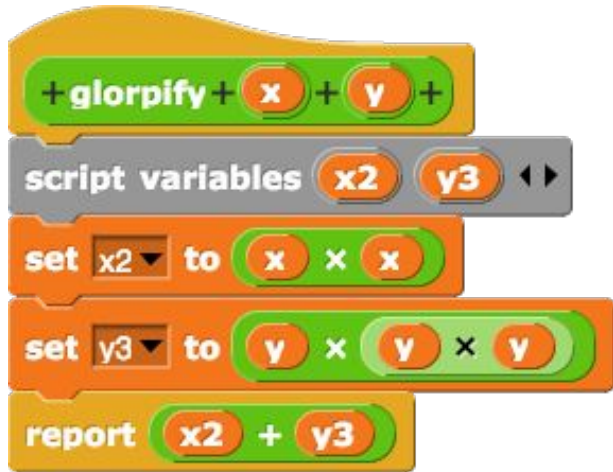 +glorpify+ x + y +
script variables x2 y3
set x2 to x × x
set y3 to y × y × y
report x2 + y3